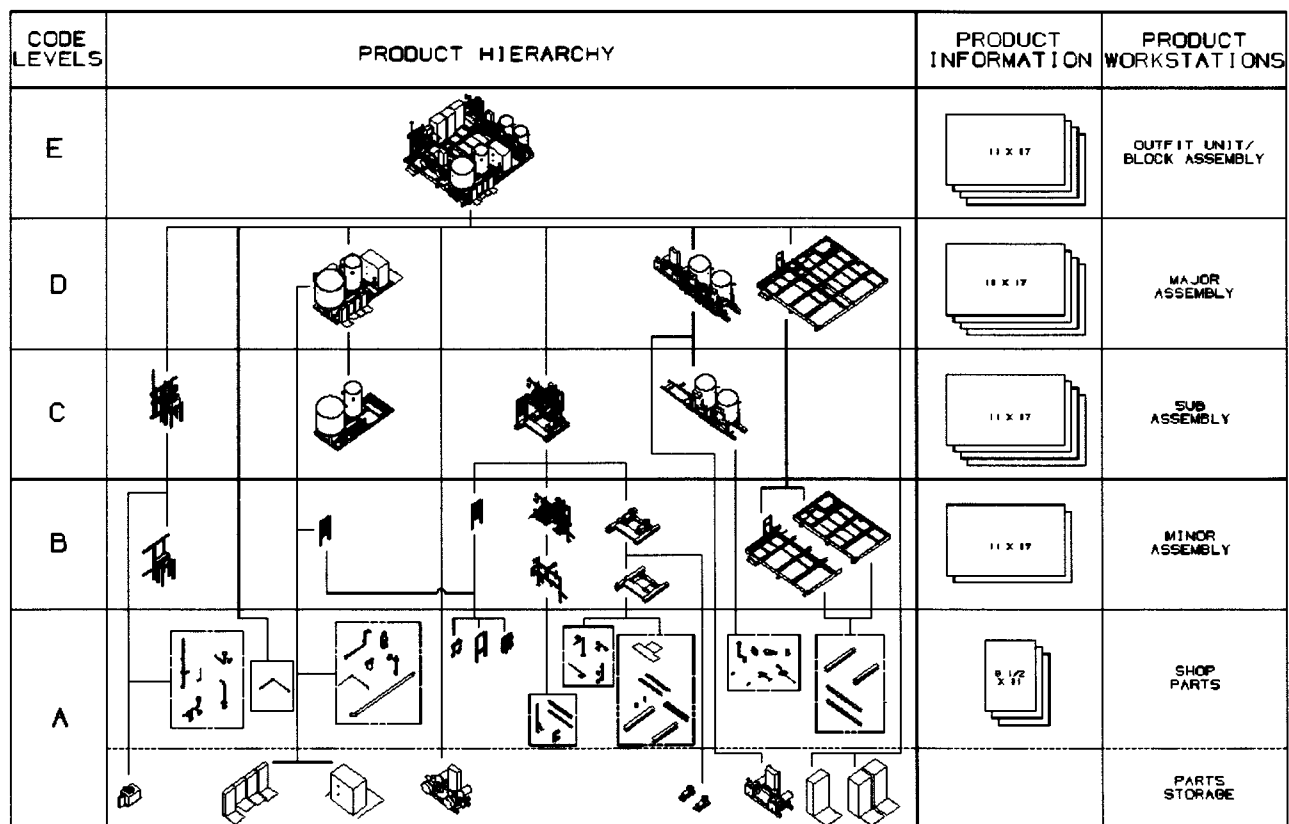 CODE
LEVELS
PRODUCT HIERARCHY
PRODUCT
INFORMATION
PRODUCT
WORKSTATIONS
E
11 X 17
OUTFIT UNIT/
BLOCK ASSEMBLY
D
11 X 17
MAJOR
ASSEMBLY
C
11 X 17
SUB
ASSEMBLY
B
11 X 17
MINOR
ASSEMBLY
A
8 1/2
X 11
SHOP
PARTS
PARTS
STORAGE